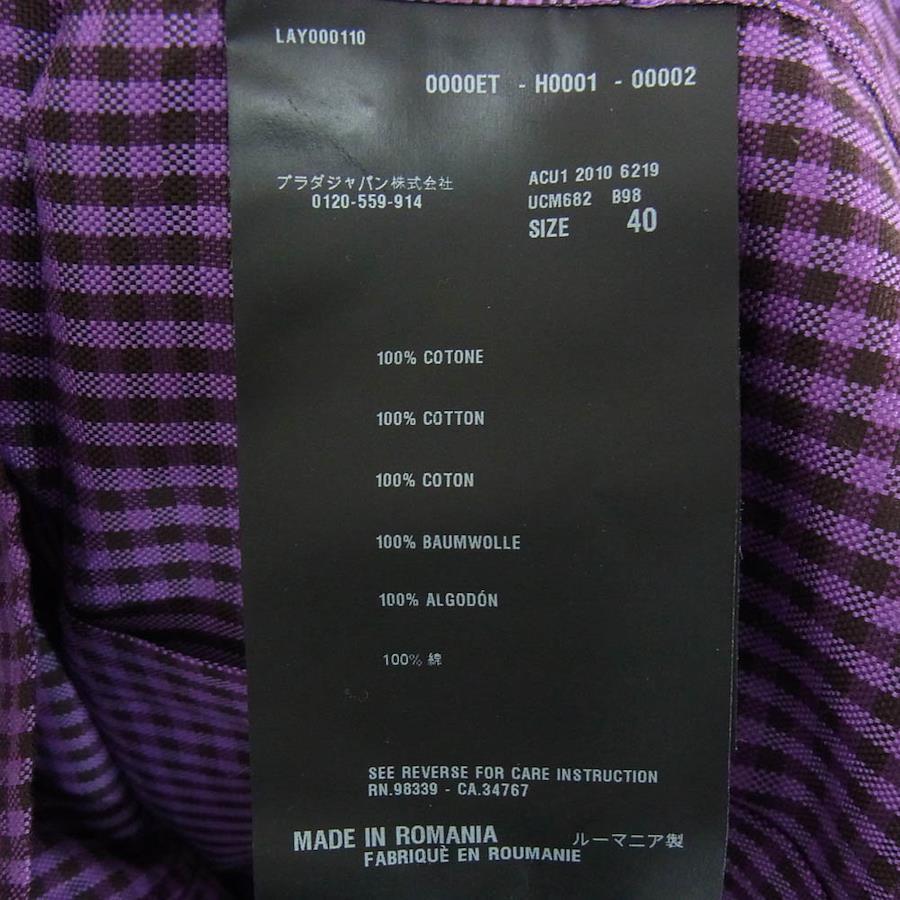 LAY000110
0000ET - H0001 - 00002
プラダジャパン株式会社
0120-559-914
ACU1 2010 6219
UCM682 B98
SIZE 40
100% COTONE
100% COTTON
100% COTON
100% BAUMWOLLE
100% ALGODÓN
100% 綿
SEE REVERSE FOR CARE INSTRUCTION
RN.98339 - CA.34767
MADE IN ROMANIA ルーマニア製
FABRIQUÈ EN ROUMANIE